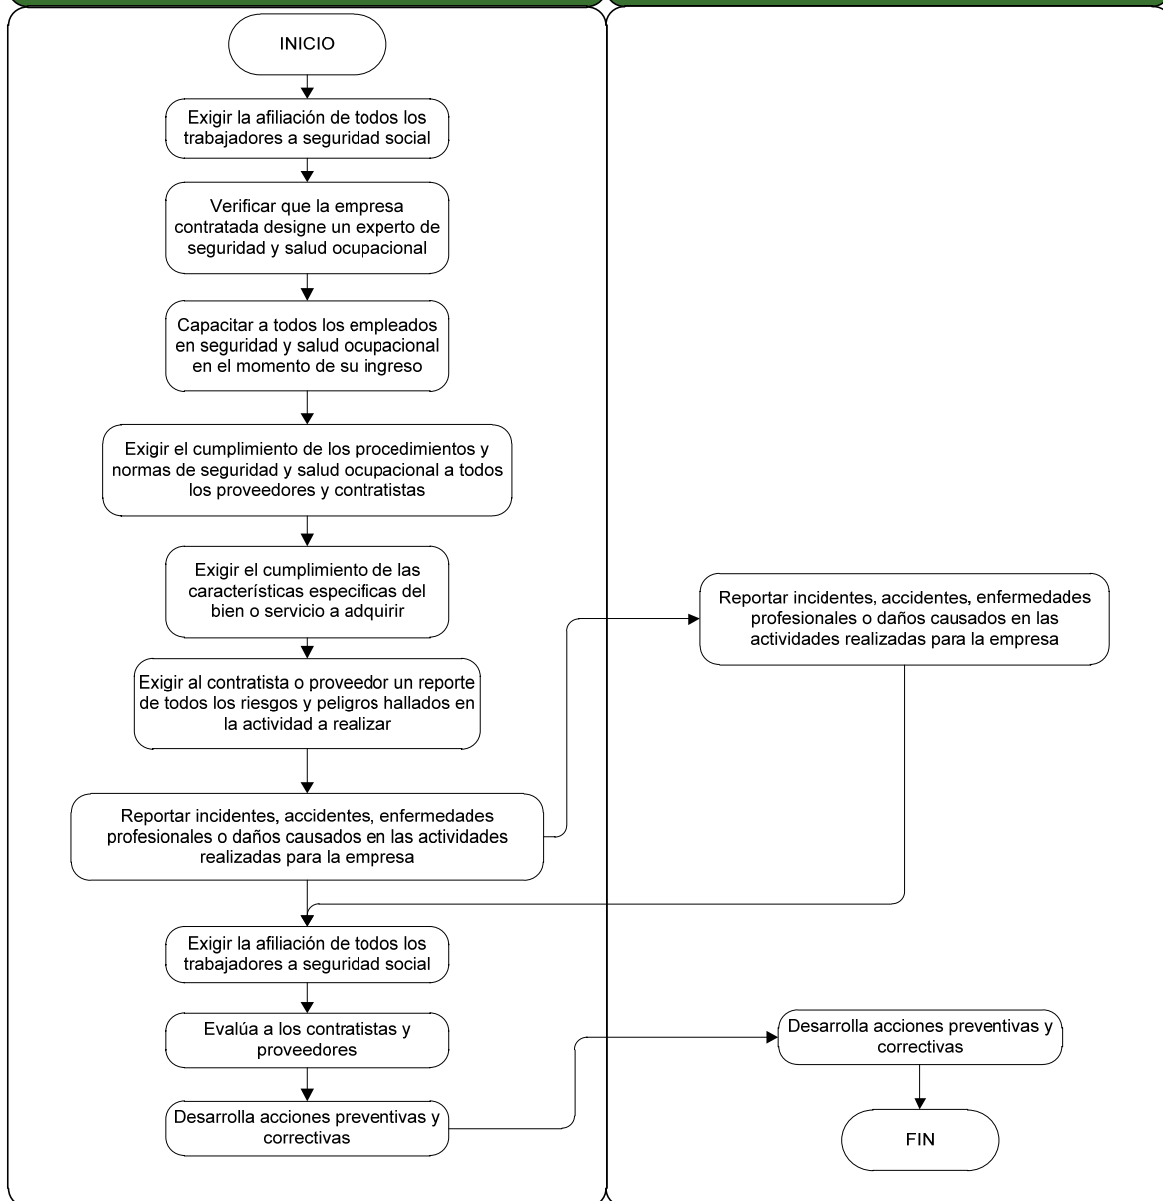 INICIO
Exigir la afiliación de todos los
trabajadores a seguridad social
Verificar que la empresa
contratada designe un experto de
seguridad y salud ocupacional
Capacitar a todos los empleados
en seguridad y salud ocupacional
en el momento de su ingreso
Exigir el cumplimiento de los procedimientos y
normas de seguridad y salud ocupacional a todos
los proveedores y contratistas
Exigir el cumplimiento de las
características especificas del
bien o servicio a adquirir
Exigir al contratista o proveedor un reporte
de todos los riesgos y peligros hallados en
la actividad a realizar
Reportar incidentes, accidentes, enfermedades
profesionales o daños causados en las actividades
realizadas para la empresa
Reportar incidentes, accidentes, enfermedades
profesionales o daños causados en las
actividades realizadas para la empresa
Exigir la afiliación de todos los
trabajadores a seguridad social
Evalúa a los contratistas y
proveedores
Desarrolla acciones preventivas y
correctivas
Desarrolla acciones preventivas y
correctivas
FIN